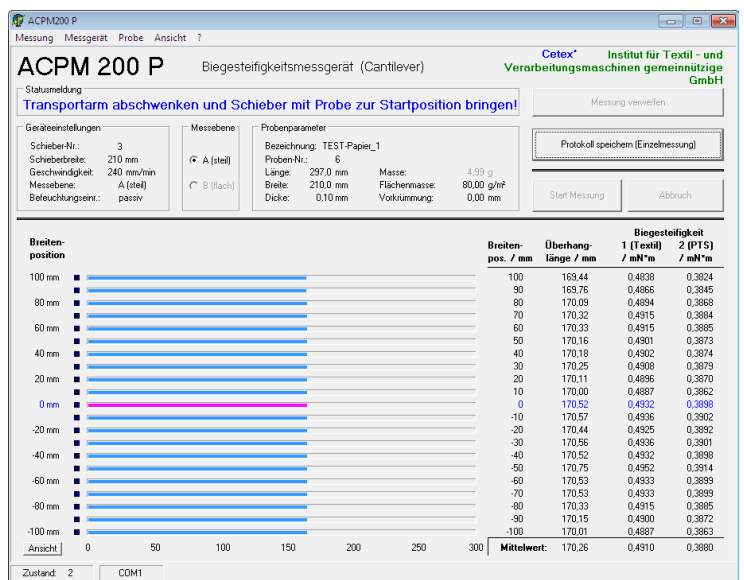 ACPM200 P
Messung Messgerät Probe Ansicht ?
ACPM 200 P
Biegesteifigkeitsmessgerät (Cantilever)
Cetex* Institut für Textil - und
Verarbeitungsmaschinen gemeinnützige
GmbH
Statusmeldung
Transportarm abschwenken und Schieber mit Probe zur Startposition bringen!
Messung verwerfen
Geräteeinstellungen
Schieber-Nr.: 3
Schieberbreite: 210 mm
Geschwindigkeit: 240 mm/min
Messebene: A (steil)
Befeuchtungseinr.: passiv
Messebene
A (steil)
B (flach)
Probenparameter
Bezeichnung: TEST-Papier_1
Proben-Nr.: 6
Länge: 297,0 mm Masse: 4,99 g
Breite: 210,0 mm Flächenmasse: 80,00 g/m²
Dicke: 0,10 mm Vorkrümmung: 0,00 mm
Protokoll speichern (Einzelmessung)
Start Messung
Abbruch
Breiten-
position
100 mm
80 mm
60 mm
40 mm
20 mm
0 mm
-20 mm
-40 mm
-60 mm
-80 mm
-100 mm
Ansicht
0 50 100 150 200 250 300
Biegesteifigkeit
Breiten- Überhang- 1 (Textil) 2 (PTS)
pos. / mm länge / mm / mN*m / mN*m
100 169,44 0,4838 0,3824
90 169,76 0,4866 0,3845
80 170,09 0,4894 0,3868
70 170,32 0,4915 0,3884
60 170,33 0,4915 0,3885
50 170,16 0,4901 0,3873
40 170,18 0,4902 0,3874
30 170,25 0,4908 0,3879
20 170,11 0,4896 0,3870
10 170,00 0,4887 0,3862
0 170,52 0,4932 0,3898
-10 170,57 0,4936 0,3902
-20 170,44 0,4925 0,3892
-30 170,56 0,4936 0,3901
-40 170,52 0,4932 0,3898
-50 170,75 0,4952 0,3914
-60 170,53 0,4933 0,3899
-70 170,53 0,4933 0,3899
-80 170,33 0,4915 0,3885
-90 170,15 0,4900 0,3872
-100 170,01 0,4887 0,3863
Mittelwert: 170,26 0,4910 0,3880
Zustand: 2 COM1